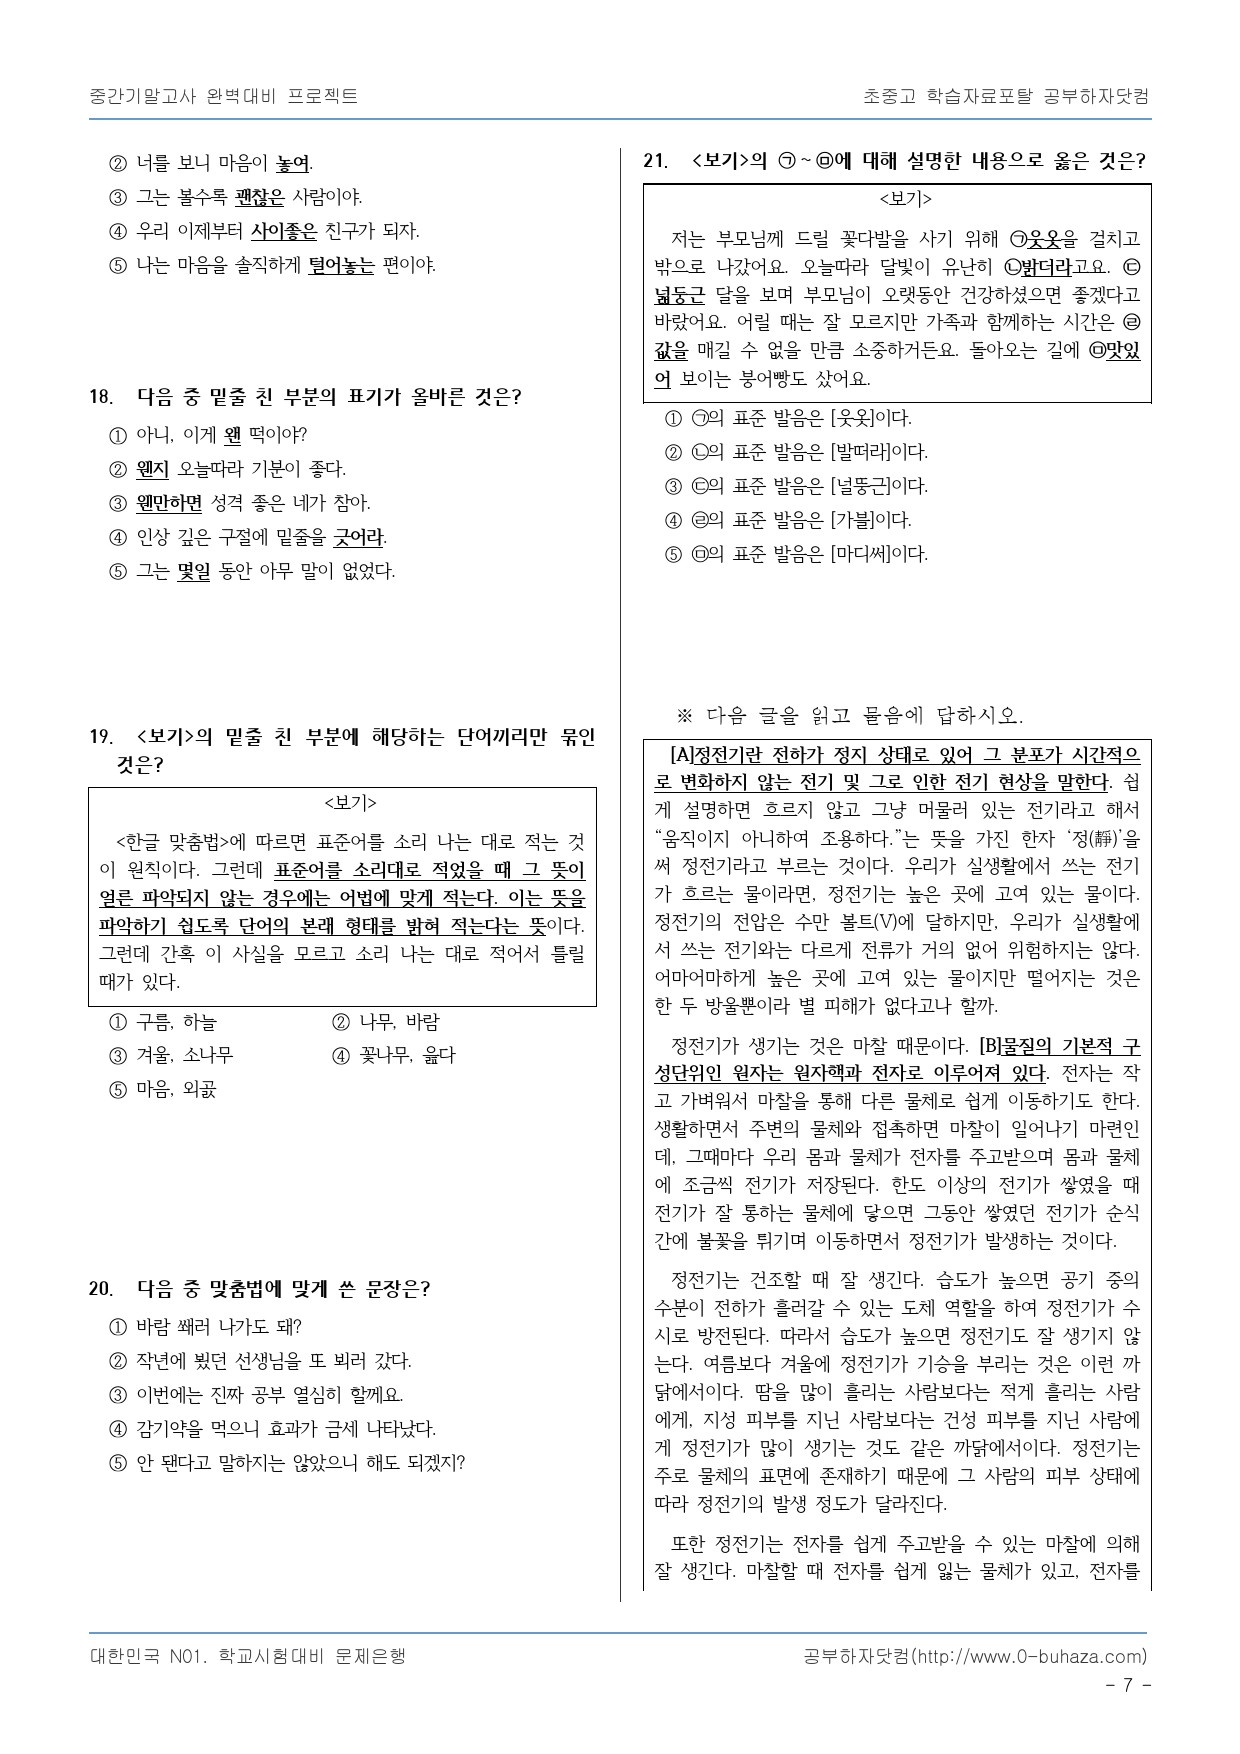 중간기말고사 완벽대비 프로젝트
초중고 학습자료포탈 공부하자닷컴
② 너를 보니 마음이 놓여.
③ 그는 볼수록 괜찮은 사람이야.
④ 우리 이제부터 사이좋은 친구가 되자.
⑤ 나는 마음을 솔직하게 털어놓는 편이야.
18. 다음 중 밑줄 친 부분의 표기가 올바른 것은?
① 아니, 이게 왠 떡이야?
② 웬지 오늘따라 기분이 좋다.
③ 웬만하면 성격 좋은 네가 참아.
④ 인상 깊은 구절에 밑줄을 긋어라.
⑤ 그는 몇일 동안 아무 말이 없었다.
19. <보기>의 밑줄 친 부분에 해당하는 단어끼리만 묶인
것은?
<보기>
<한글 맞춤법>에 따르면 표준어를 소리 나는 대로 적는 것
이 원칙이다. 그런데 표준어를 소리대로 적었을 때 그 뜻이
얼른 파악되지 않는 경우에는 어법에 맞게 적는다. 이는 뜻을
파악하기 쉽도록 단어의 본래 형태를 밝혀 적는다는 뜻이다.
그런데 간혹 이 사실을 모르고 소리 나는 대로 적어서 틀릴
때가 있다.
① 구름, 하늘 ② 나무, 바람
③ 겨울, 소나무 ④ 꽃나무, 읊다
⑤ 마음, 외곬
20. 다음 중 맞춤법에 맞게 쓴 문장은?
① 바람 쐐러 나가도 돼?
② 작년에 뵜던 선생님을 또 뵈러 갔다.
③ 이번에는 진짜 공부 열심히 할께요.
④ 감기약을 먹으니 효과가 금세 나타났다.
⑤ 안 됀다고 말하지는 않았으니 해도 되겠지?
21. <보기>의 ㉠~㉤에 대해 설명한 내용으로 옳은 것은?
<보기>
저는 부모님께 드릴 꽃다발을 사기 위해 ㉠웃옷을 걸치고
밖으로 나갔어요. 오늘따라 달빛이 유난히 ㉡밝더라고요. ㉢
넓둥근 달을 보며 부모님이 오랫동안 건강하셨으면 좋겠다고
바랐어요. 어릴 때는 잘 모르지만 가족과 함께하는 시간은 ㉣
값을 매길 수 없을 만큼 소중하거든요. 돌아오는 길에 ㉤맛있
어 보이는 붕어빵도 샀어요.
① ㉠의 표준 발음은 [웃옷]이다.
② ㉡의 표준 발음은 [발떠라]이다.
③ ㉢의 표준 발음은 [널뚱근]이다.
④ ㉣의 표준 발음은 [가블]이다.
⑤ ㉤의 표준 발음은 [마디써]이다.
※ 다음 글을 읽고 물음에 답하시오.
[A]정전기란 전하가 정지 상태로 있어 그 분포가 시간적으
로 변화하지 않는 전기 및 그로 인한 전기 현상을 말한다. 쉽
게 설명하면 흐르지 않고 그냥 머물러 있는 전기라고 해서
“움직이지 아니하여 조용하다.”는 뜻을 가진 한자 ‘정(靜)’을
써 정전기라고 부르는 것이다. 우리가 실생활에서 쓰는 전기
가 흐르는 물이라면, 정전기는 높은 곳에 고여 있는 물이다.
정전기의 전압은 수만 볼트(V)에 달하지만, 우리가 실생활에
서 쓰는 전기와는 다르게 전류가 거의 없어 위험하지는 않다.
어마어마하게 높은 곳에 고여 있는 물이지만 떨어지는 것은
한 두 방울뿐이라 별 피해가 없다고나 할까.
정전기가 생기는 것은 마찰 때문이다. [B]물질의 기본적 구
성단위인 원자는 원자핵과 전자로 이루어져 있다. 전자는 작
고 가벼워서 마찰을 통해 다른 물체로 쉽게 이동하기도 한다.
생활하면서 주변의 물체와 접촉하면 마찰이 일어나기 마련인
데, 그때마다 우리 몸과 물체가 전자를 주고받으며 몸과 물체
에 조금씩 전기가 저장된다. 한도 이상의 전기가 쌓였을 때
전기가 잘 통하는 물체에 닿으면 그동안 쌓였던 전기가 순식
간에 불꽃을 튀기며 이동하면서 정전기가 발생하는 것이다.
정전기는 건조할 때 잘 생긴다. 습도가 높으면 공기 중의
수분이 전하가 흘러갈 수 있는 도체 역할을 하여 정전기가 수
시로 방전된다. 따라서 습도가 높으면 정전기도 잘 생기지 않
는다. 여름보다 겨울에 정전기가 기승을 부리는 것은 이런 까
닭에서이다. 땀을 많이 흘리는 사람보다는 적게 흘리는 사람
에게, 지성 피부를 지닌 사람보다는 건성 피부를 지닌 사람에
게 정전기가 많이 생기는 것도 같은 까닭에서이다. 정전기는
주로 물체의 표면에 존재하기 때문에 그 사람의 피부 상태에
따라 정전기의 발생 정도가 달라진다.
또한 정전기는 전자를 쉽게 주고받을 수 있는 마찰에 의해
잘 생긴다. 마찰할 때 전자를 쉽게 잃는 물체가 있고, 전자를
대한민국 N01. 학교시험대비 문제은행
공부하자닷컴(http://www.0-buhaza.com)
- 7 -